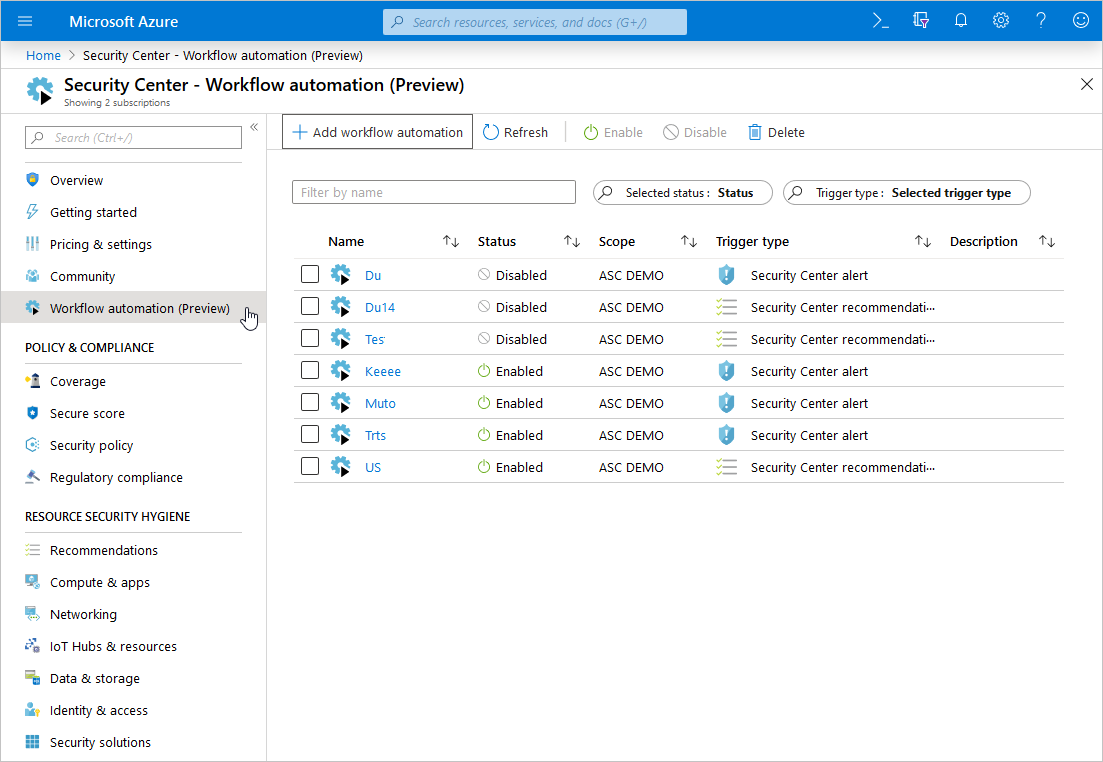 Microsoft Azure
Search resources, services, and docs (G+/)
Home > Security Center - Workflow automation (Preview)
Security Center - Workflow automation (Preview)
Showing 2 subscriptions
Search (Ctrl+/)
«
Overview
Getting started
Pricing & settings
Community
Workflow automation (Preview)
POLICY & COMPLIANCE
Coverage
Secure score
Security policy
Regulatory compliance
RESOURCE SECURITY HYGIENE
Recommendations
Compute & apps
Networking
IoT Hubs & resources
Data & storage
Identity & access
Security solutions
Add workflow automation Refresh Enable Disable Delete
Filter by name Selected status : Status Trigger type : Selected trigger type
Name Status Scope Trigger type Description
Du Disabled ASC DEMO Security Center alert
Du14 Disabled ASC DEMO Security Center recommendati···
Test Disabled ASC DEMO Security Center recommendati···
Keeee Enabled ASC DEMO Security Center alert
Muto Enabled ASC DEMO Security Center alert
Trts Enabled ASC DEMO Security Center alert
US Enabled ASC DEMO Security Center recommendati···